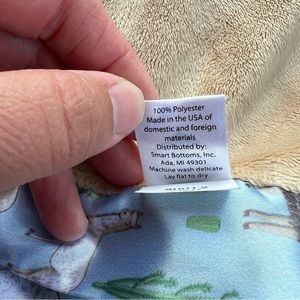 100% Polyester
Made in the USA of
domestic and foreign
materials
Distributed by:
Smart Bottoms, Inc.
Ada, MI 49301
Machine wash delicate
Lay flat to dry